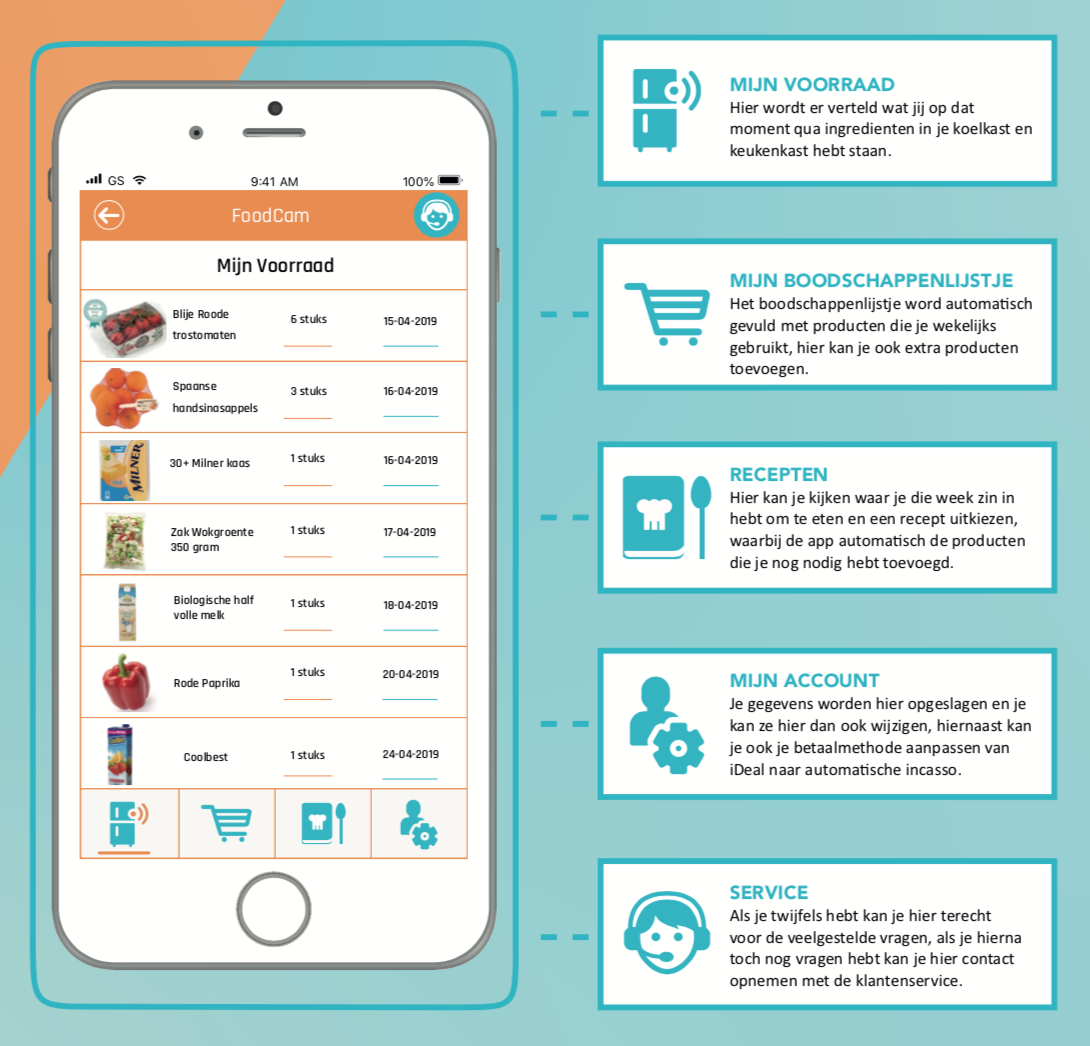 GS
9:41 AM
100%
FoodCam
Mijn Voorraad
Blije Roode
trostomaten
6 stuks
15-04-2019
Spaanse
handsinasappels
3 stuks
16-04-2019
MILNER
30+ Milner kaas
1 stuks
16-04-2019
Zak Wokgroente
350 gram
1 stuks
17-04-2019
Biologische half
volle melk
1 stuks
18-04-2019
Rode Paprika
1 stuks
20-04-2019
Coolbest
1 stuks
24-04-2019
MIJN VOORRAAD
Hier wordt er verteld wat jij op dat
moment qua ingredienten in je koelkast en
keukenkast hebt staan.
MIJN BOODSCHAPPENLIJSTJE
Het boodschappenlijstje word automatisch
gevuld met producten die je wekelijks
gebruikt, hier kan je ook extra producten
toevoegen.
RECEPTEN
Hier kan je kijken waar je die week zin in
hebt om te eten en een recept uitkiezen,
waarbij de app automatisch de producten
die je nog nodig hebt toevoegd.
MIJN ACCOUNT
Je gegevens worden hier opgeslagen en je
kan ze hier dan ook wijzigen, hiernaast kan
je ook je betaalmethode aanpassen van
iDeal naar automatische incasso.
SERVICE
Als je twijfels hebt kan je hier terecht
voor de veelgestelde vragen, als je hierna
toch nog vragen hebt kan je hier contact
opnemen met de klantenservice.